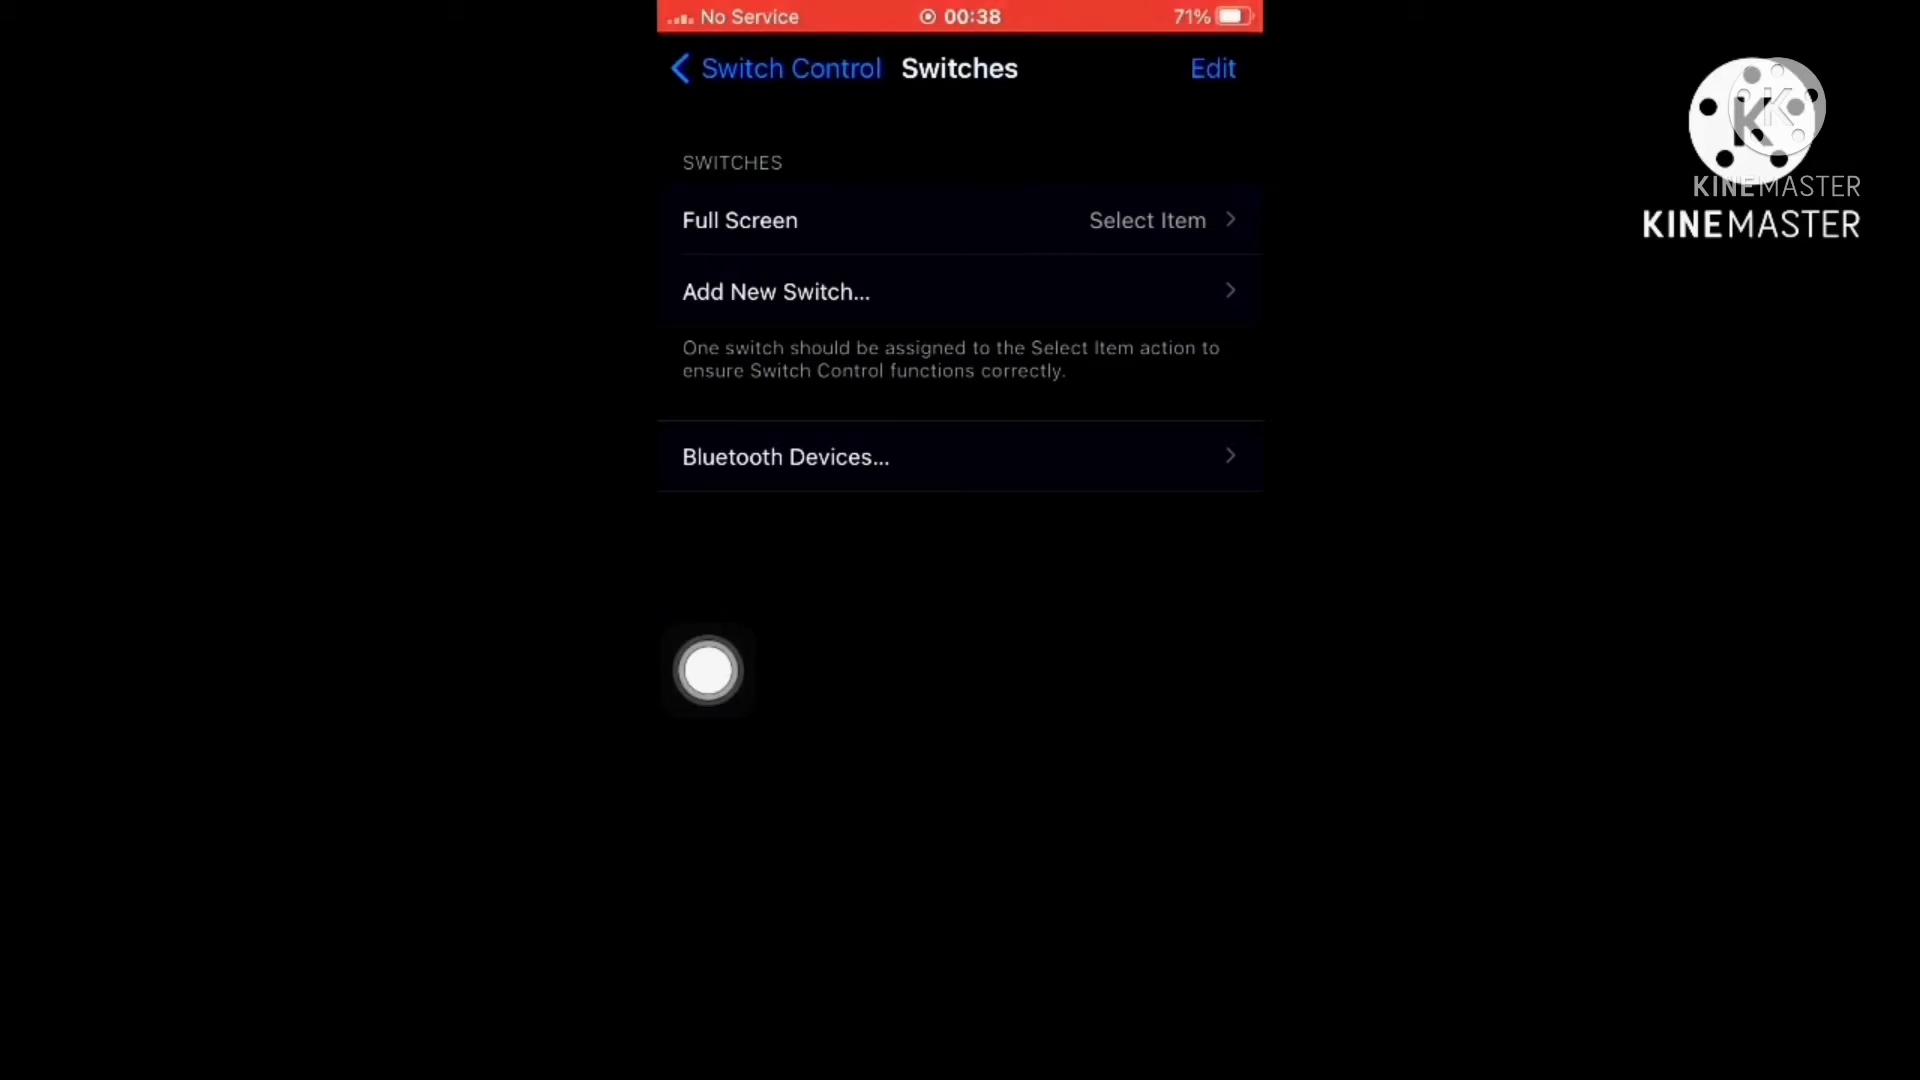 No Service 00:38 71%
Switch Control Switches Edit
SWITCHES
Full Screen Select Item
Add New Switch...
One switch should be assigned to the Select Item action to
ensure Switch Control functions correctly.
Bluetooth Devices...
K
K
KINEMASTER
KINEMASTER